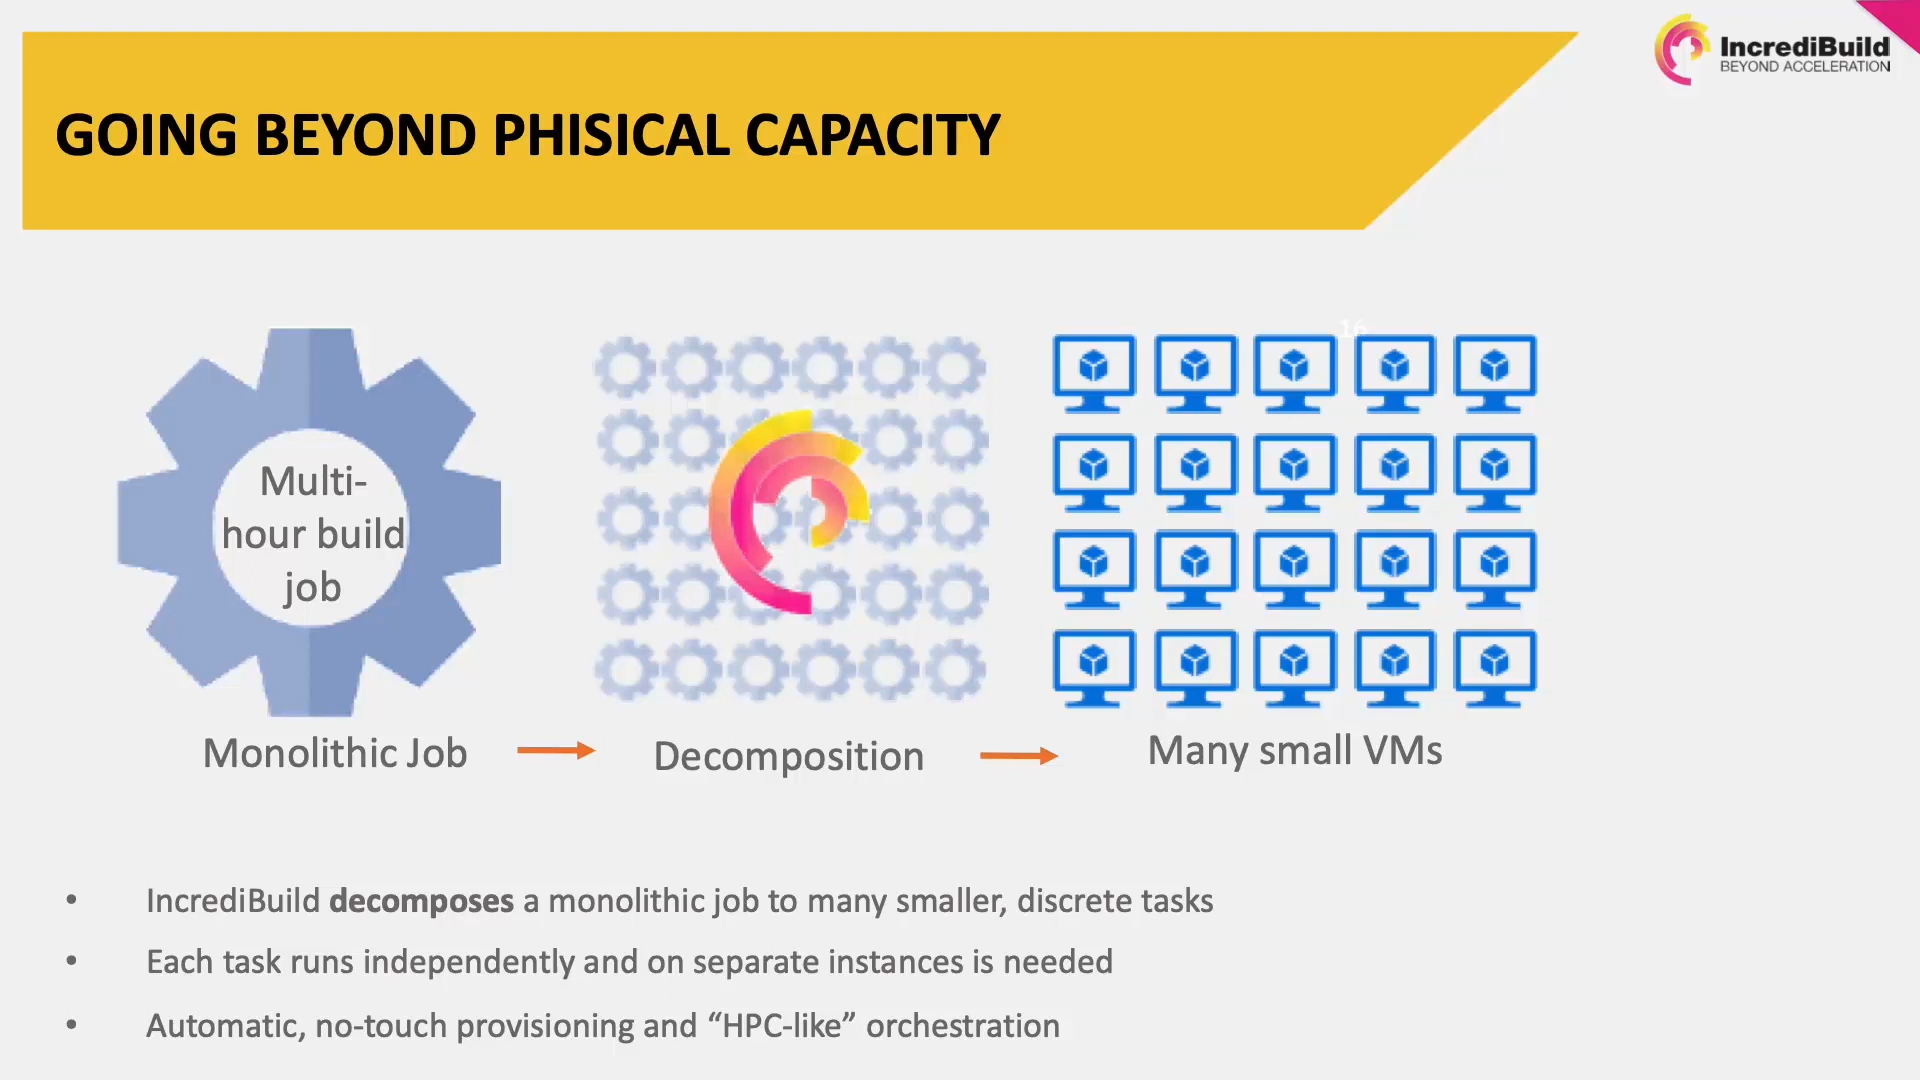 IncrediBuild
BEYOND ACCELERATION
GOING BEYOND PHISICAL CAPACITY
16
Multi-
hour build
job
Monolithic Job
Decomposition
Many small VMs
• IncrediBuild decomposes a monolithic job to many smaller, discrete tasks
• Each task runs independently and on separate instances is needed
• Automatic, no-touch provisioning and “HPC-like” orchestration